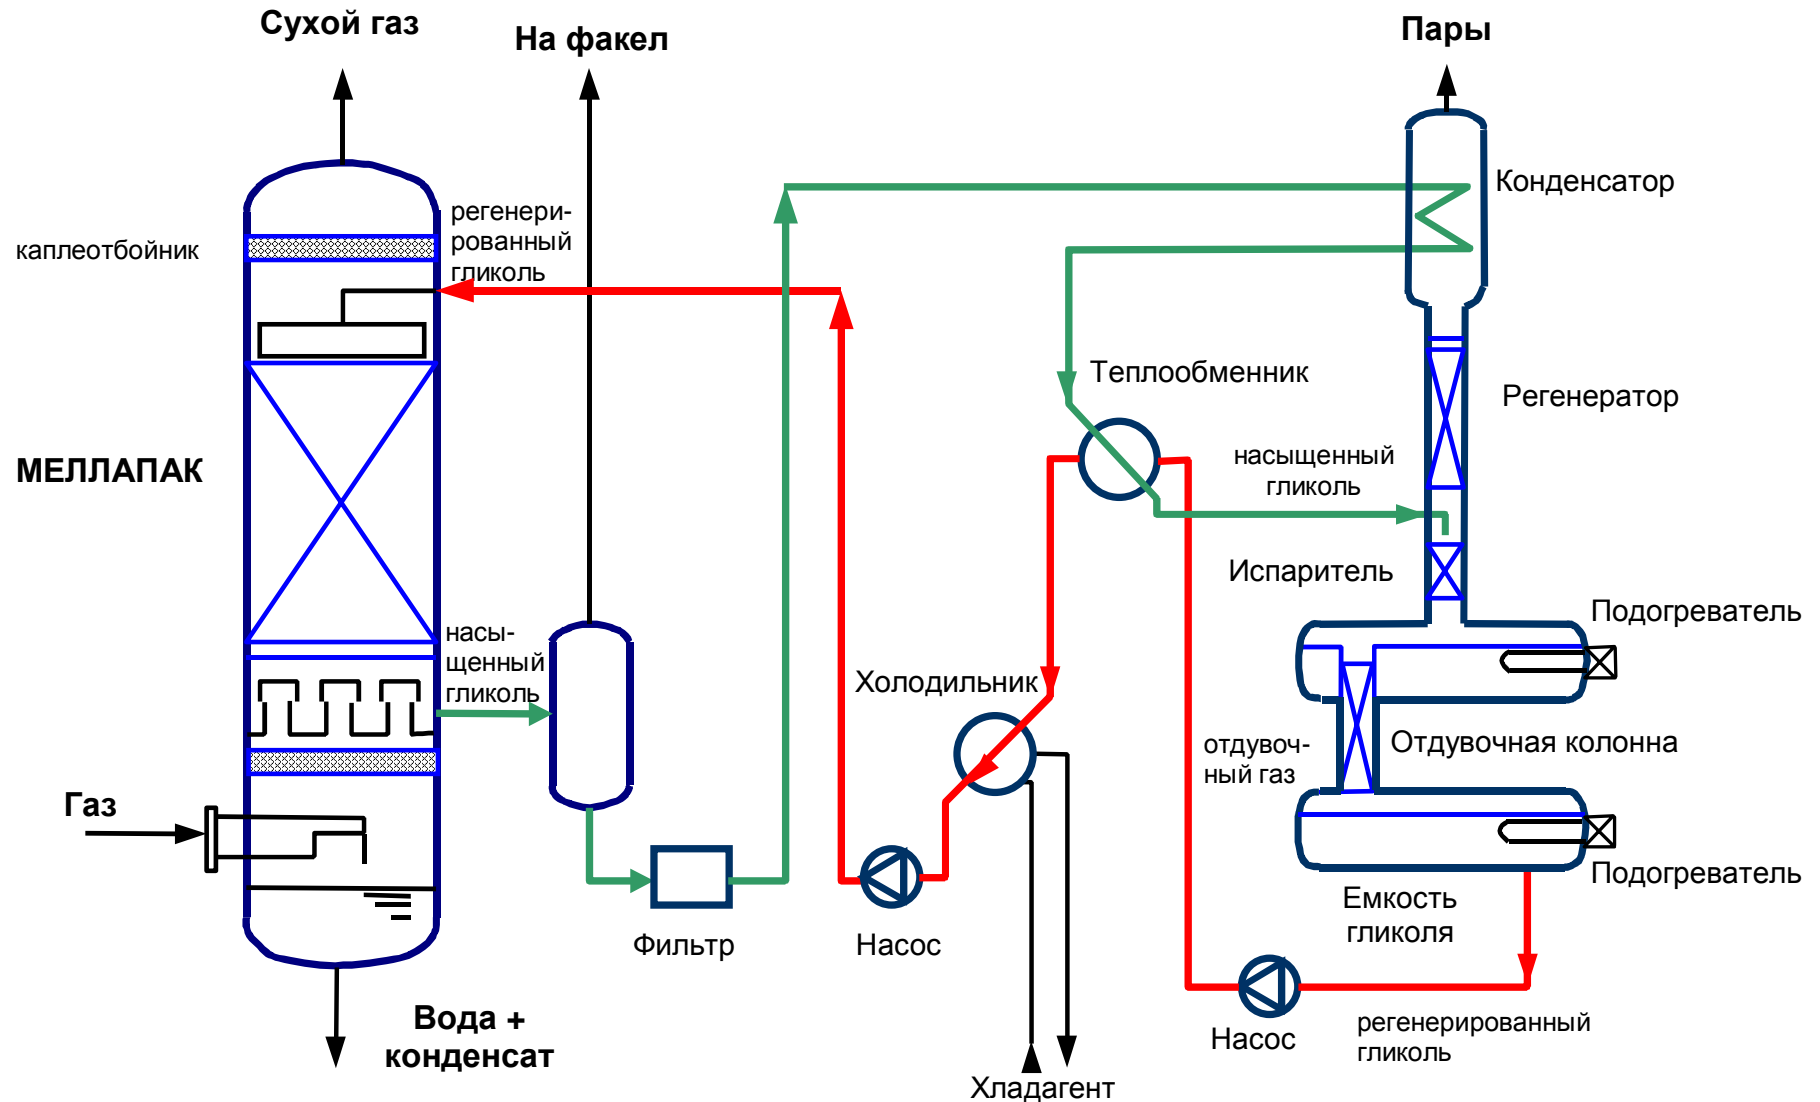 Сухой газ
На факел
Пары
каплеотбойник
регенери-
рованный
гликоль
Конденсатор
Теплообменник
Регенератор
МЕЛЛАПАК
насыщенный
гликоль
Испаритель
Подогреватель
насы-
щенный
гликоль
Холодильник
отдувоч-
ный газ
Отдувочная колонна
Газ
Подогреватель
Емкость
гликоля
Фильтр
Насос
Насос
Вода +
конденсат
регенерированный
гликоль
Хладагент